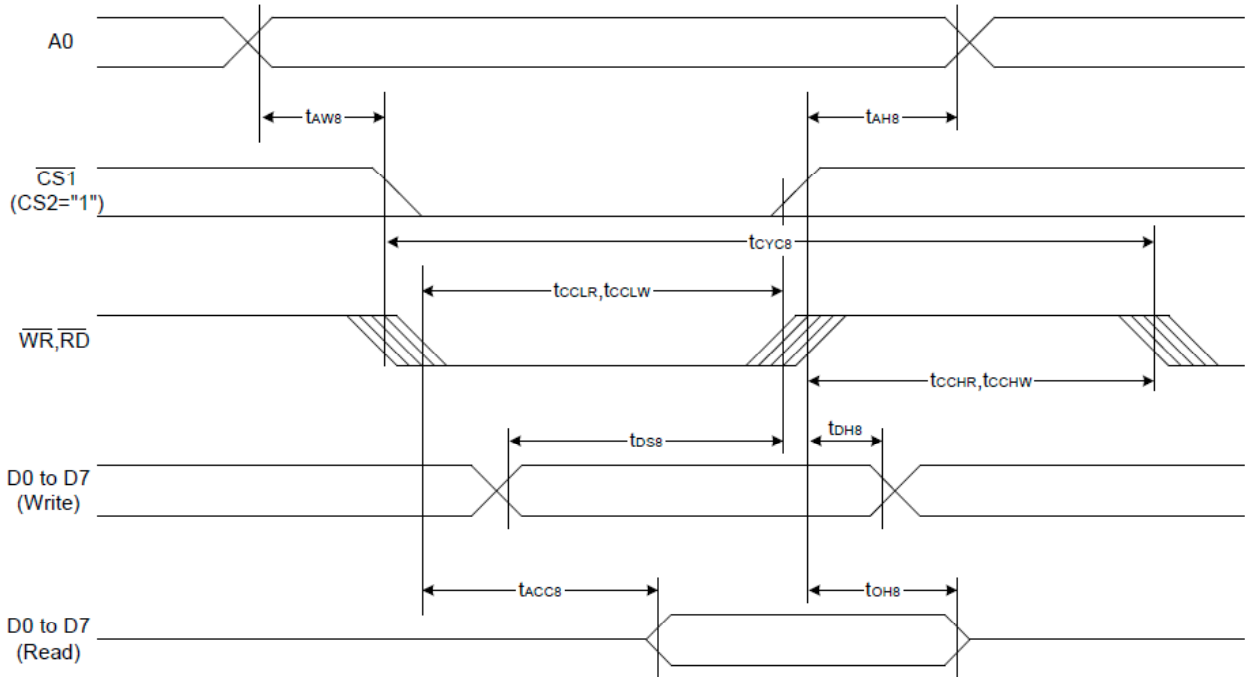 A0
tAW8
tAH8
CS1
(CS2="1")
tCYC8
tCCLR,tCCLW
WR,RD
tCCHR,tCCHW
tDS8
tDH8
D0 to D7
(Write)
tACC8
tOH8
D0 to D7
(Read)